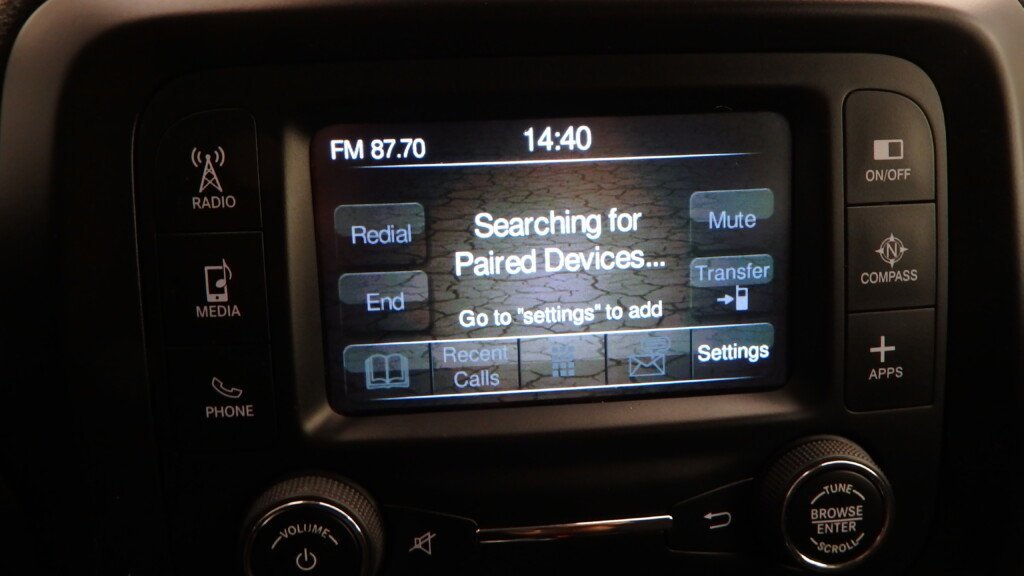 FM 87.70
14:40
ON/OFF
RADIO
Redial
Searching for
Paired Devices...
Mute
N
COMPASS
MEDIA
End
Transfer
Go to "settings" to add
Recent
Calls
Settings
APPS
PHONE
VOLUME
TUNE
BROWSE
ENTER
SCROLL